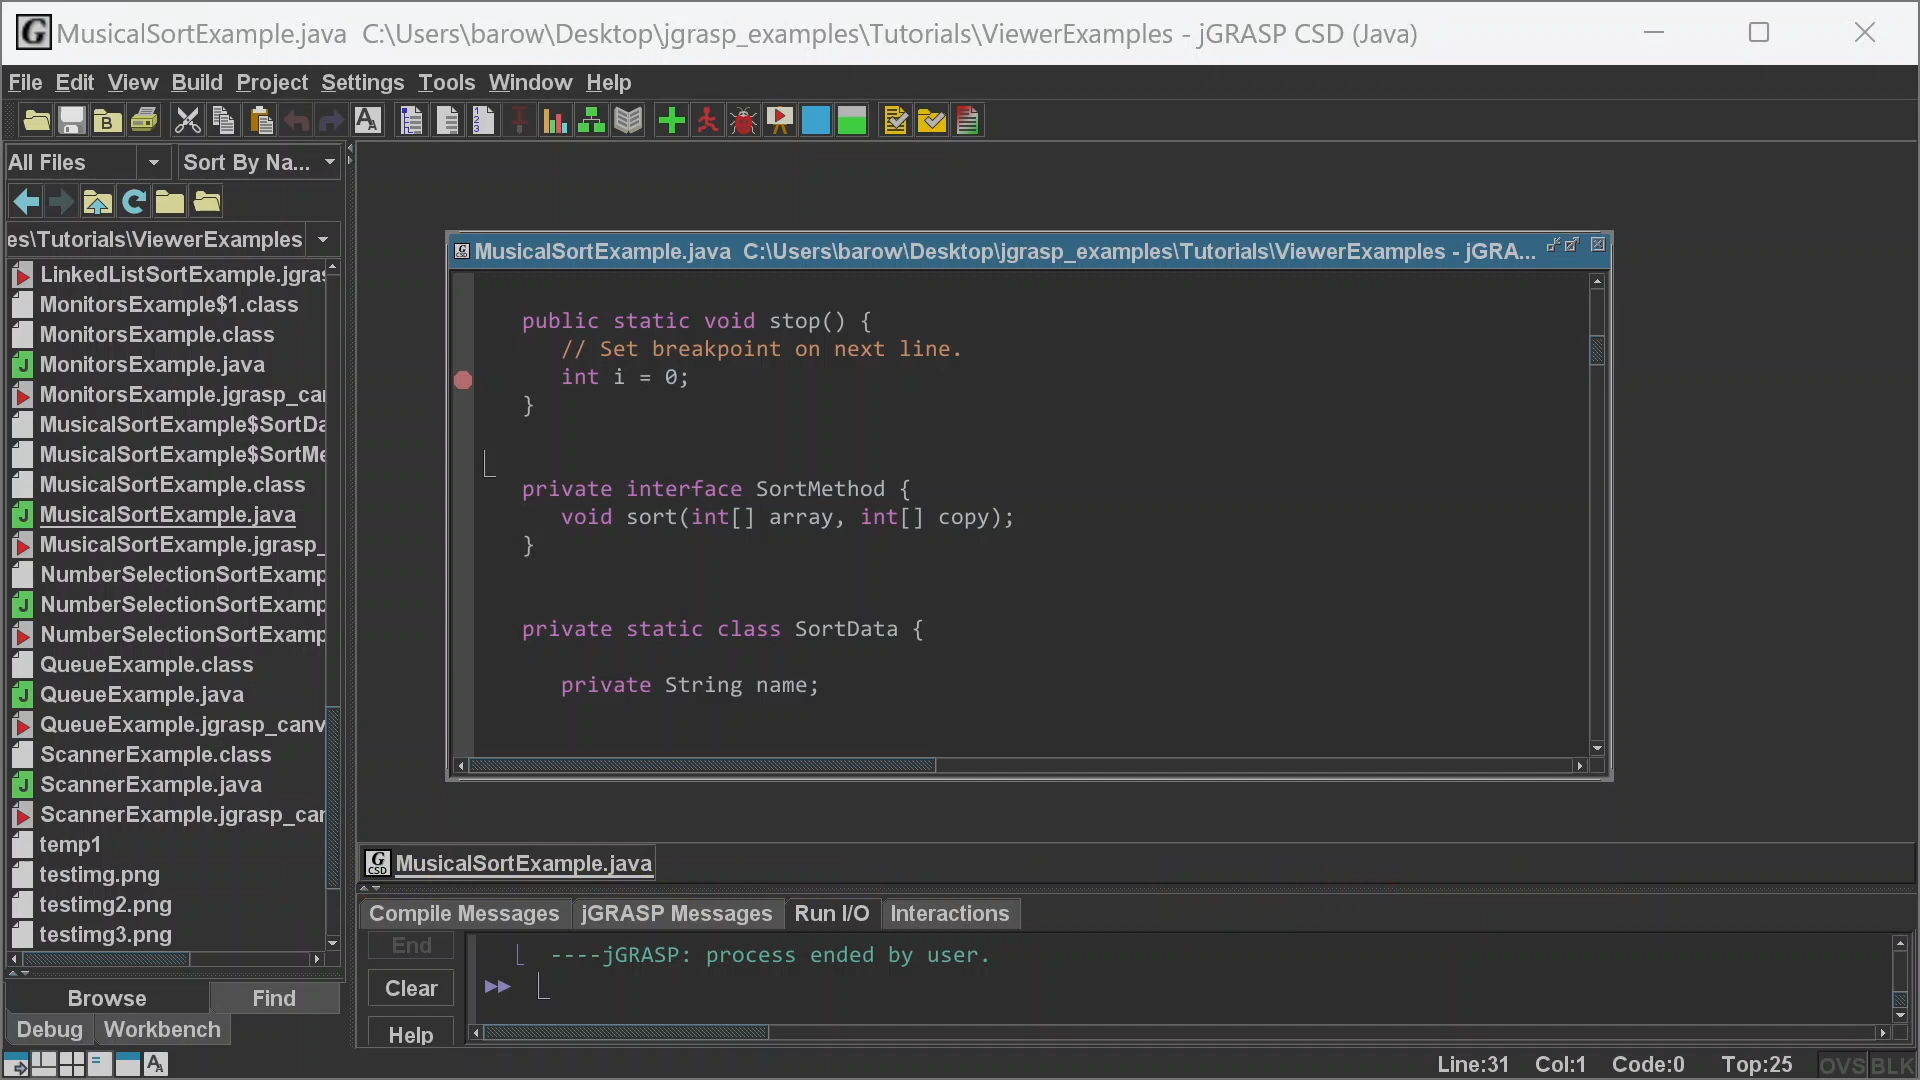 MusicalSortExample.java  C:\Users\barow\Desktop\jgrasp_examples\Tutorials\ViewerExamples - jGRASP CSD (Java)
File Edit View Build Project Settings Tools Window Help
All Files
Sort By Na...
es\Tutorials\ViewerExamples
LinkedListSortExample.jgras
MonitorsExample$1.class
MonitorsExample.class
MonitorsExample.java
MonitorsExample.jgrasp_can
MusicalSortExample$SortDa
MusicalSortExample$SortMe
MusicalSortExample.class
MusicalSortExample.java
MusicalSortExample.jgrasp_
NumberSelectionSortExamp
NumberSelectionSortExamp
NumberSelectionSortExamp
QueueExample.class
QueueExample.java
QueueExample.jgrasp_canv
ScannerExample.class
ScannerExample.java
ScannerExample.jgrasp_can
temp1
testimg.png
testimg2.png
testimg3.png
Browse
Find
Debug
Workbench
MusicalSortExample.java  C:\Users\barow\Desktop\jgrasp_examples\Tutorials\ViewerExamples - jGRA...
public static void stop() {
// Set breakpoint on next line.
int i = 0;
}
private interface SortMethod {
void sort(int[] array, int[] copy);
}
private static class SortData {
private String name;
MusicalSortExample.java
Compile Messages
jGRASP Messages
Run I/O
Interactions
End
Clear
Help
----jGRASP: process ended by user.
Line:31 Col:1 Code:0 Top:25 OVS BLK